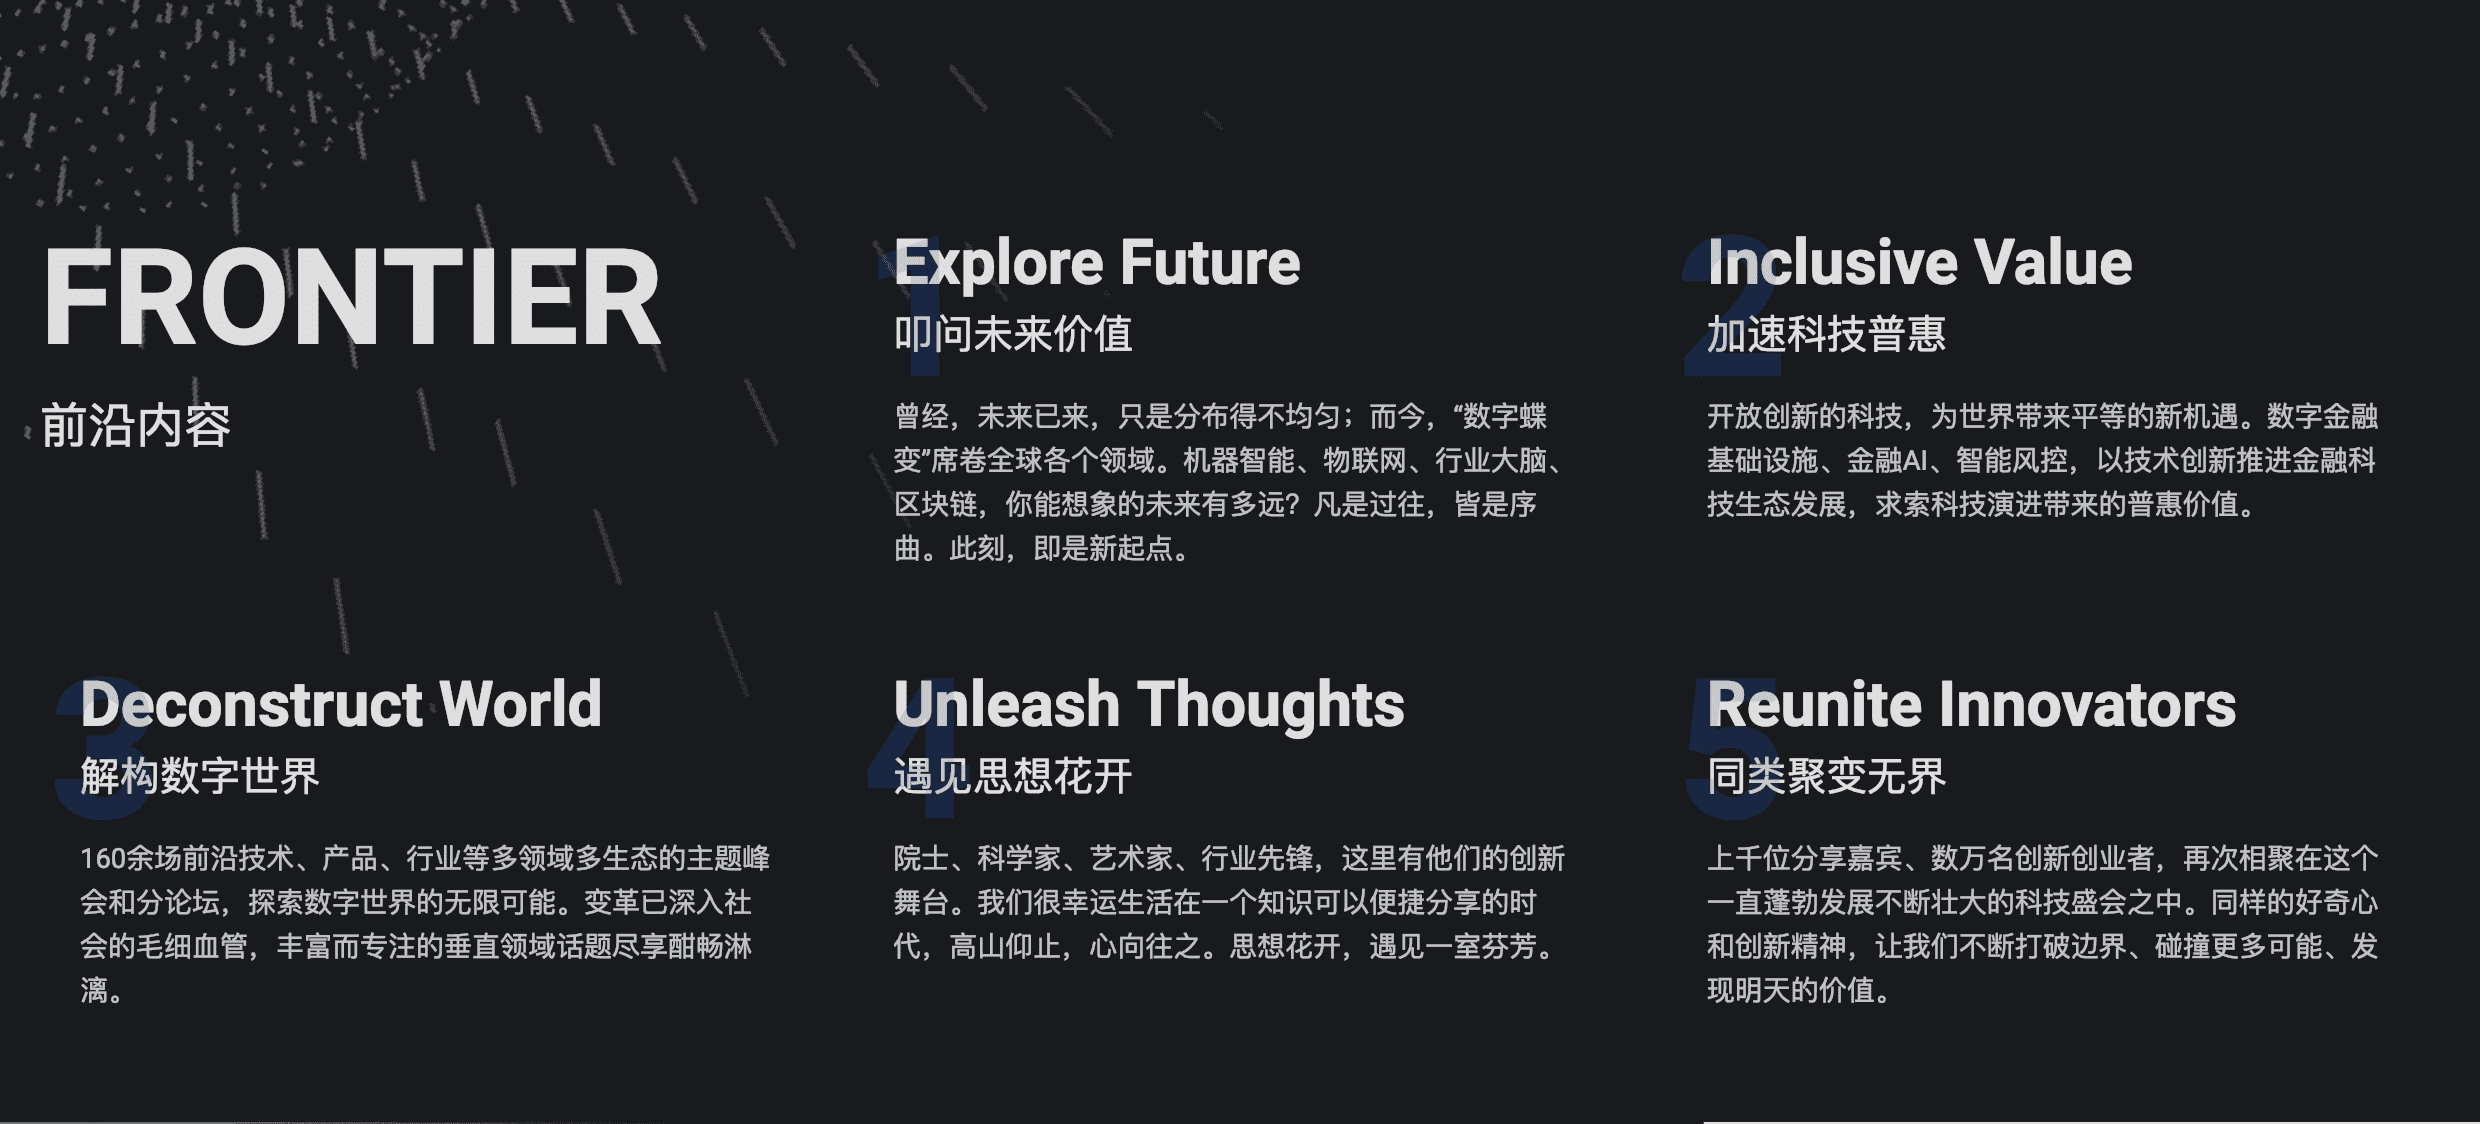 FRONTIER
前沿内容
1
Explore Future
叩问未来价值
曾经，未来已来，只是分布得不均匀；而今，“数字蝶
变”席卷全球各个领域。机器智能、物联网、行业大脑、
区块链，你能想象的未来有多远？凡是过往，皆是序
曲。此刻，即是新起点。
2
Inclusive Value
加速科技普惠
开放创新的科技，为世界带来平等的新机遇。数字金融
基础设施、金融AI、智能风控，以技术创新推进金融科
技生态发展，求索科技演进带来的普惠价值。
3
Deconstruct World
解构数字世界
160余场前沿技术、产品、行业等多领域多生态的主题峰
会和分论坛，探索数字世界的无限可能。变革已深入社
会的毛细血管，丰富而专注的垂直领域话题尽享酣畅淋
漓。
4
Unleash Thoughts
遇见思想花开
院士、科学家、艺术家、行业先锋，这里有他们的创新
舞台。我们很幸运生活在一个知识可以便捷分享的时
代，高山仰止，心向往之。思想花开，遇见一室芬芳。
5
Reunite Innovators
同类聚变无界
上千位分享嘉宾、数万名创新创业者，再次相聚在这个
一直蓬勃发展不断壮大的科技盛会之中。同样的好奇心
和创新精神，让我们不断打破边界、碰撞更多可能、发
现明天的价值。